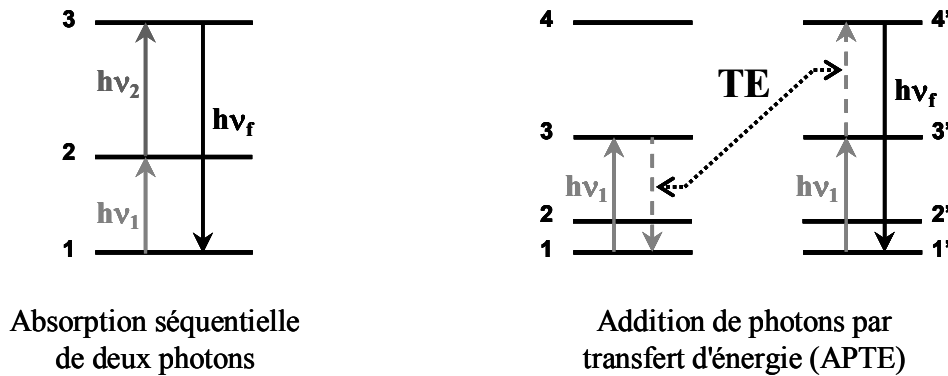 3
hν2
hνf
2
hν1
1
Absorption séquentielle
de deux photons
4
4'
TE
hνf
3
3'
hν1
hν1
2
2'
1
1'
Addition de photons par
transfert d'énergie (APTE)